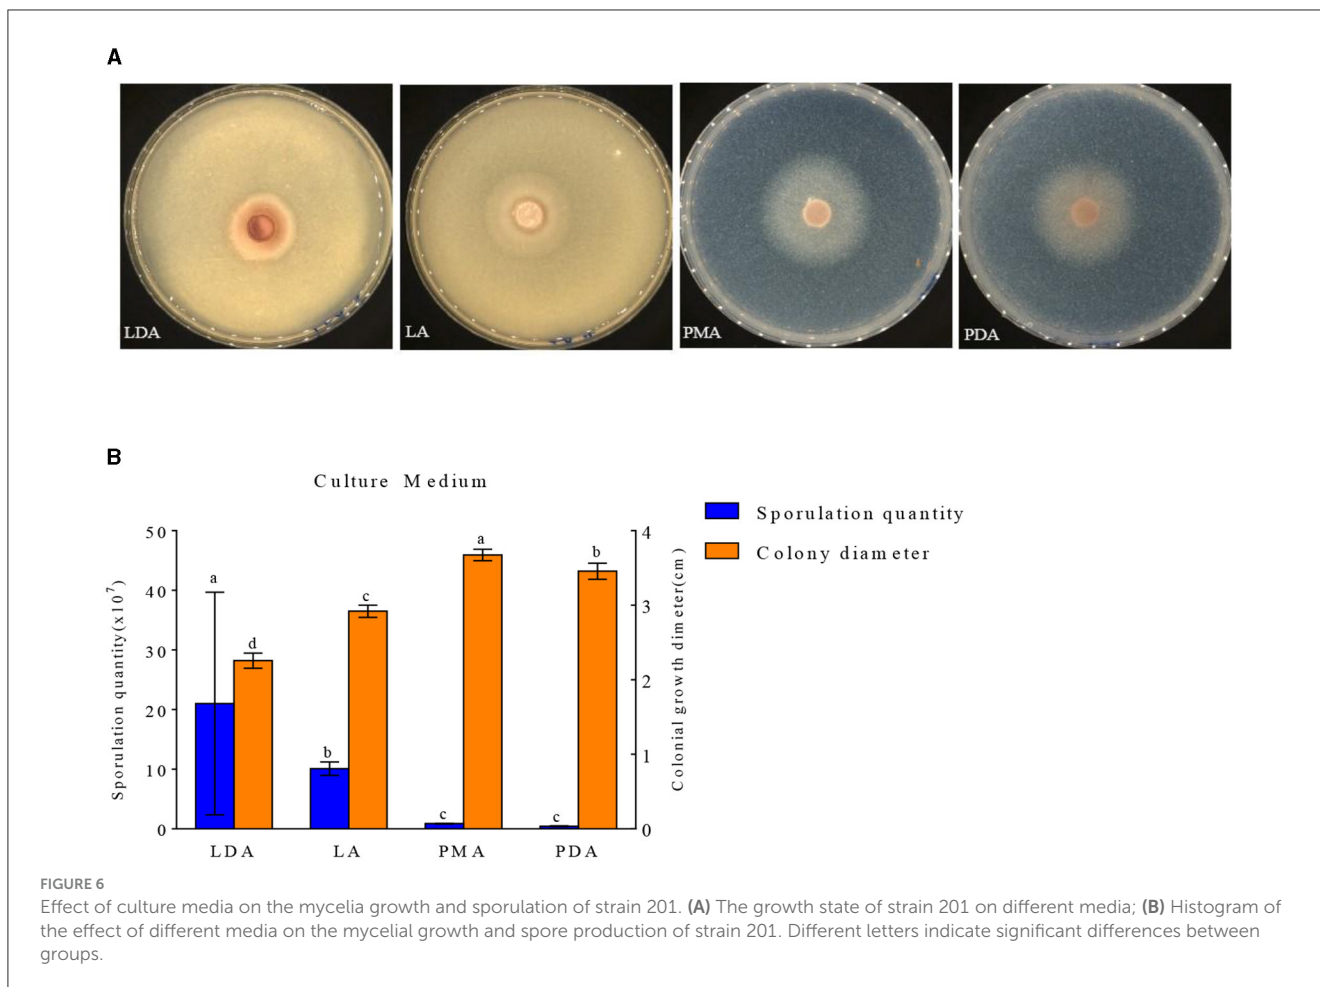 A
LDA
LA
PMA
PDA
B
Culture Medium
Sporulation quantity
Colony diameter
Sporulation quantity(x10⁷)
50
40
30
20
10
0
a
d
b
c
c
a
c
b
4
3
2
1
0
Colonial growth dimeter(cm)
LDA
LA
PMA
PDA
FIGURE 6
Effect of culture media on the mycelia growth and sporulation of strain 201. (A) The growth state of strain 201 on different media; (B) Histogram of
the effect of different media on the mycelial growth and spore production of strain 201. Different letters indicate significant differences between
groups.